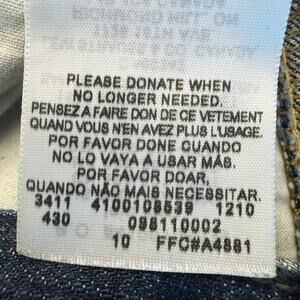 PLEASE DONATE WHEN
NO LONGER NEEDED.
PENSEZ A FAIRE DON DE CE VETEMENT
QUAND VOUS N'EN AVEZ PLUS L'USAGE.
POR FAVOR DONE CUANDO
NO LO VAYA A USAR MÁS.
POR FAVOR DOAR,
QUANDO NÃO MAIS NECESSITAR.
3411 4100108539 1210
430 098110002
10 FFC#A4881